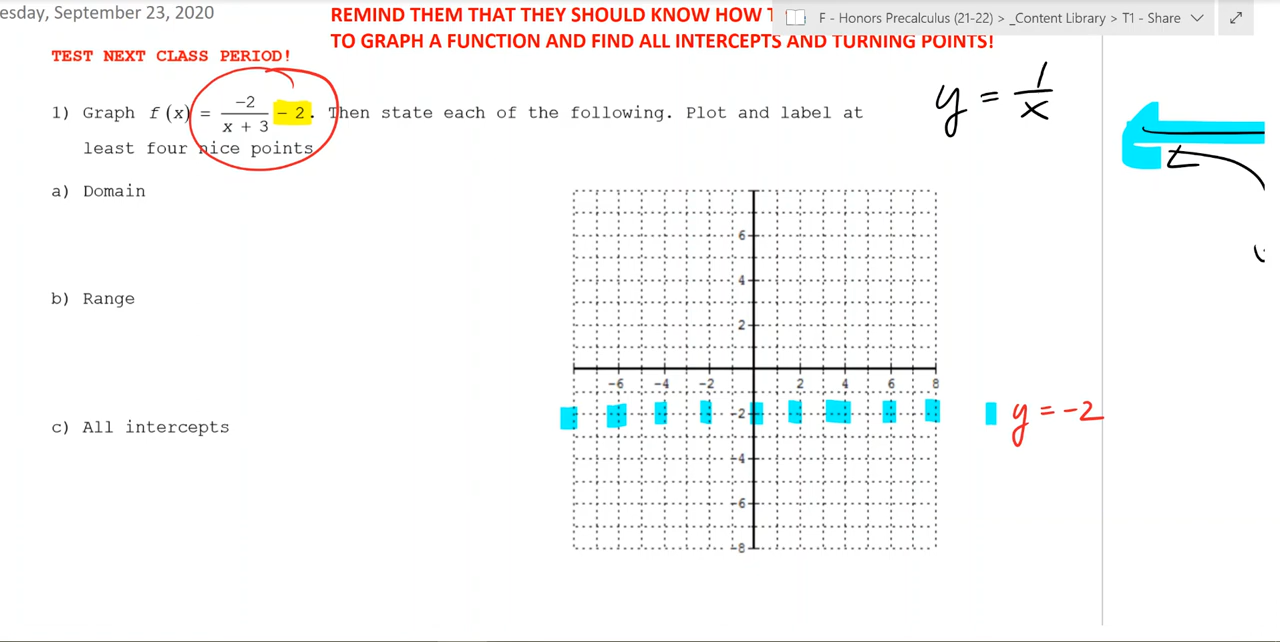 esday, September 23, 2020
REMIND THEM THAT THEY SHOULD KNOW HOW
F - Honors Precalculus (21-22) > _Content Library > T1 - Share
TO GRAPH A FUNCTION AND FIND ALL INTERCEPTS AND TURNING POINTS!
TEST NEXT CLASS PERIOD!
1) Graph f(x) = -2/(x + 3) - 2. Then state each of the following. Plot and label at
least four nice points
y = 1/x
a) Domain
b) Range
c) All intercepts
6
4
2
-6 -4 -2 2 4 6 8
-2
y = -2
-4
-6
-8